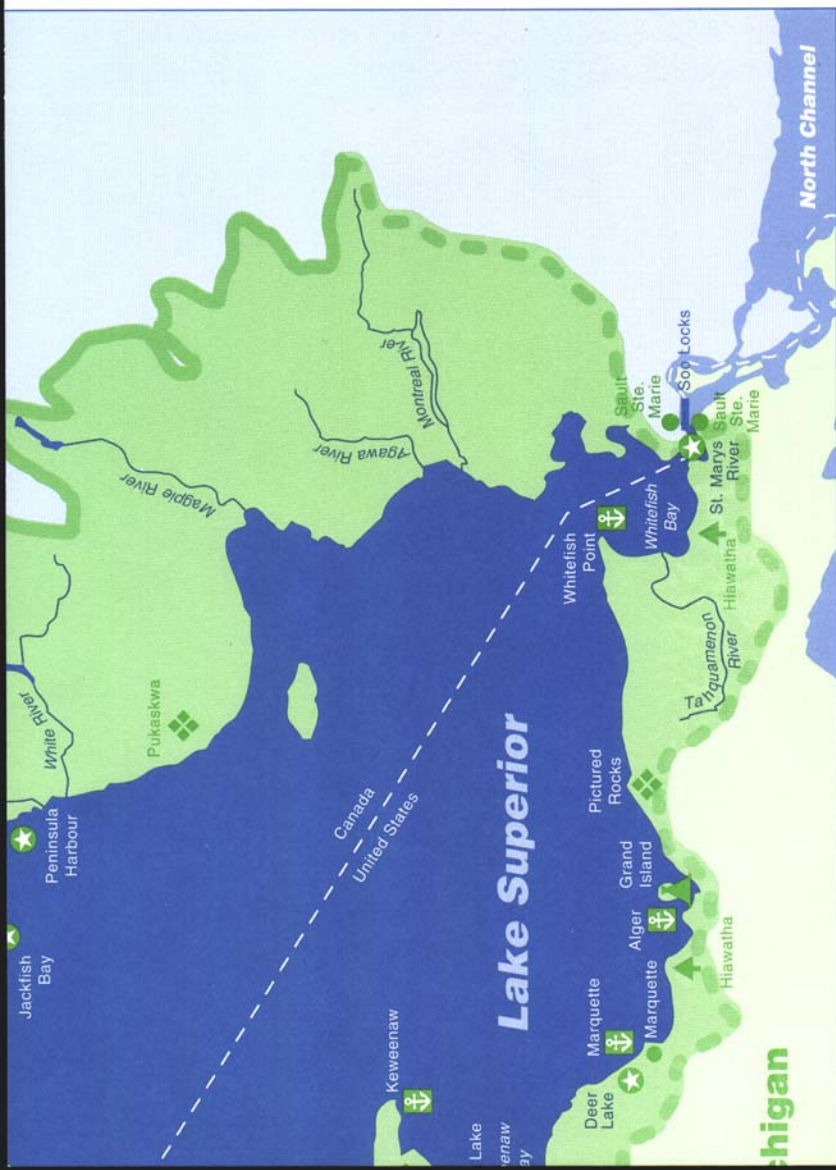 Jackfish
Bay
Peninsula
Harbour
White River
Pukaskwa
Magpie River
Agawa River
Montreal River
Canada
United States
Lake Superior
Keweenaw
Lake
Marquette
Deer
Lake
Marquette
Alger
Grand
Island
Hiawatha
Pictured
Rocks
Tahquamenon
River
Whitefish
Point
Whitefish
Bay
Hiawatha
St. Marys
River
Sault
Ste.
Marie
Soo Locks
Sault
Ste.
Marie
North Channel